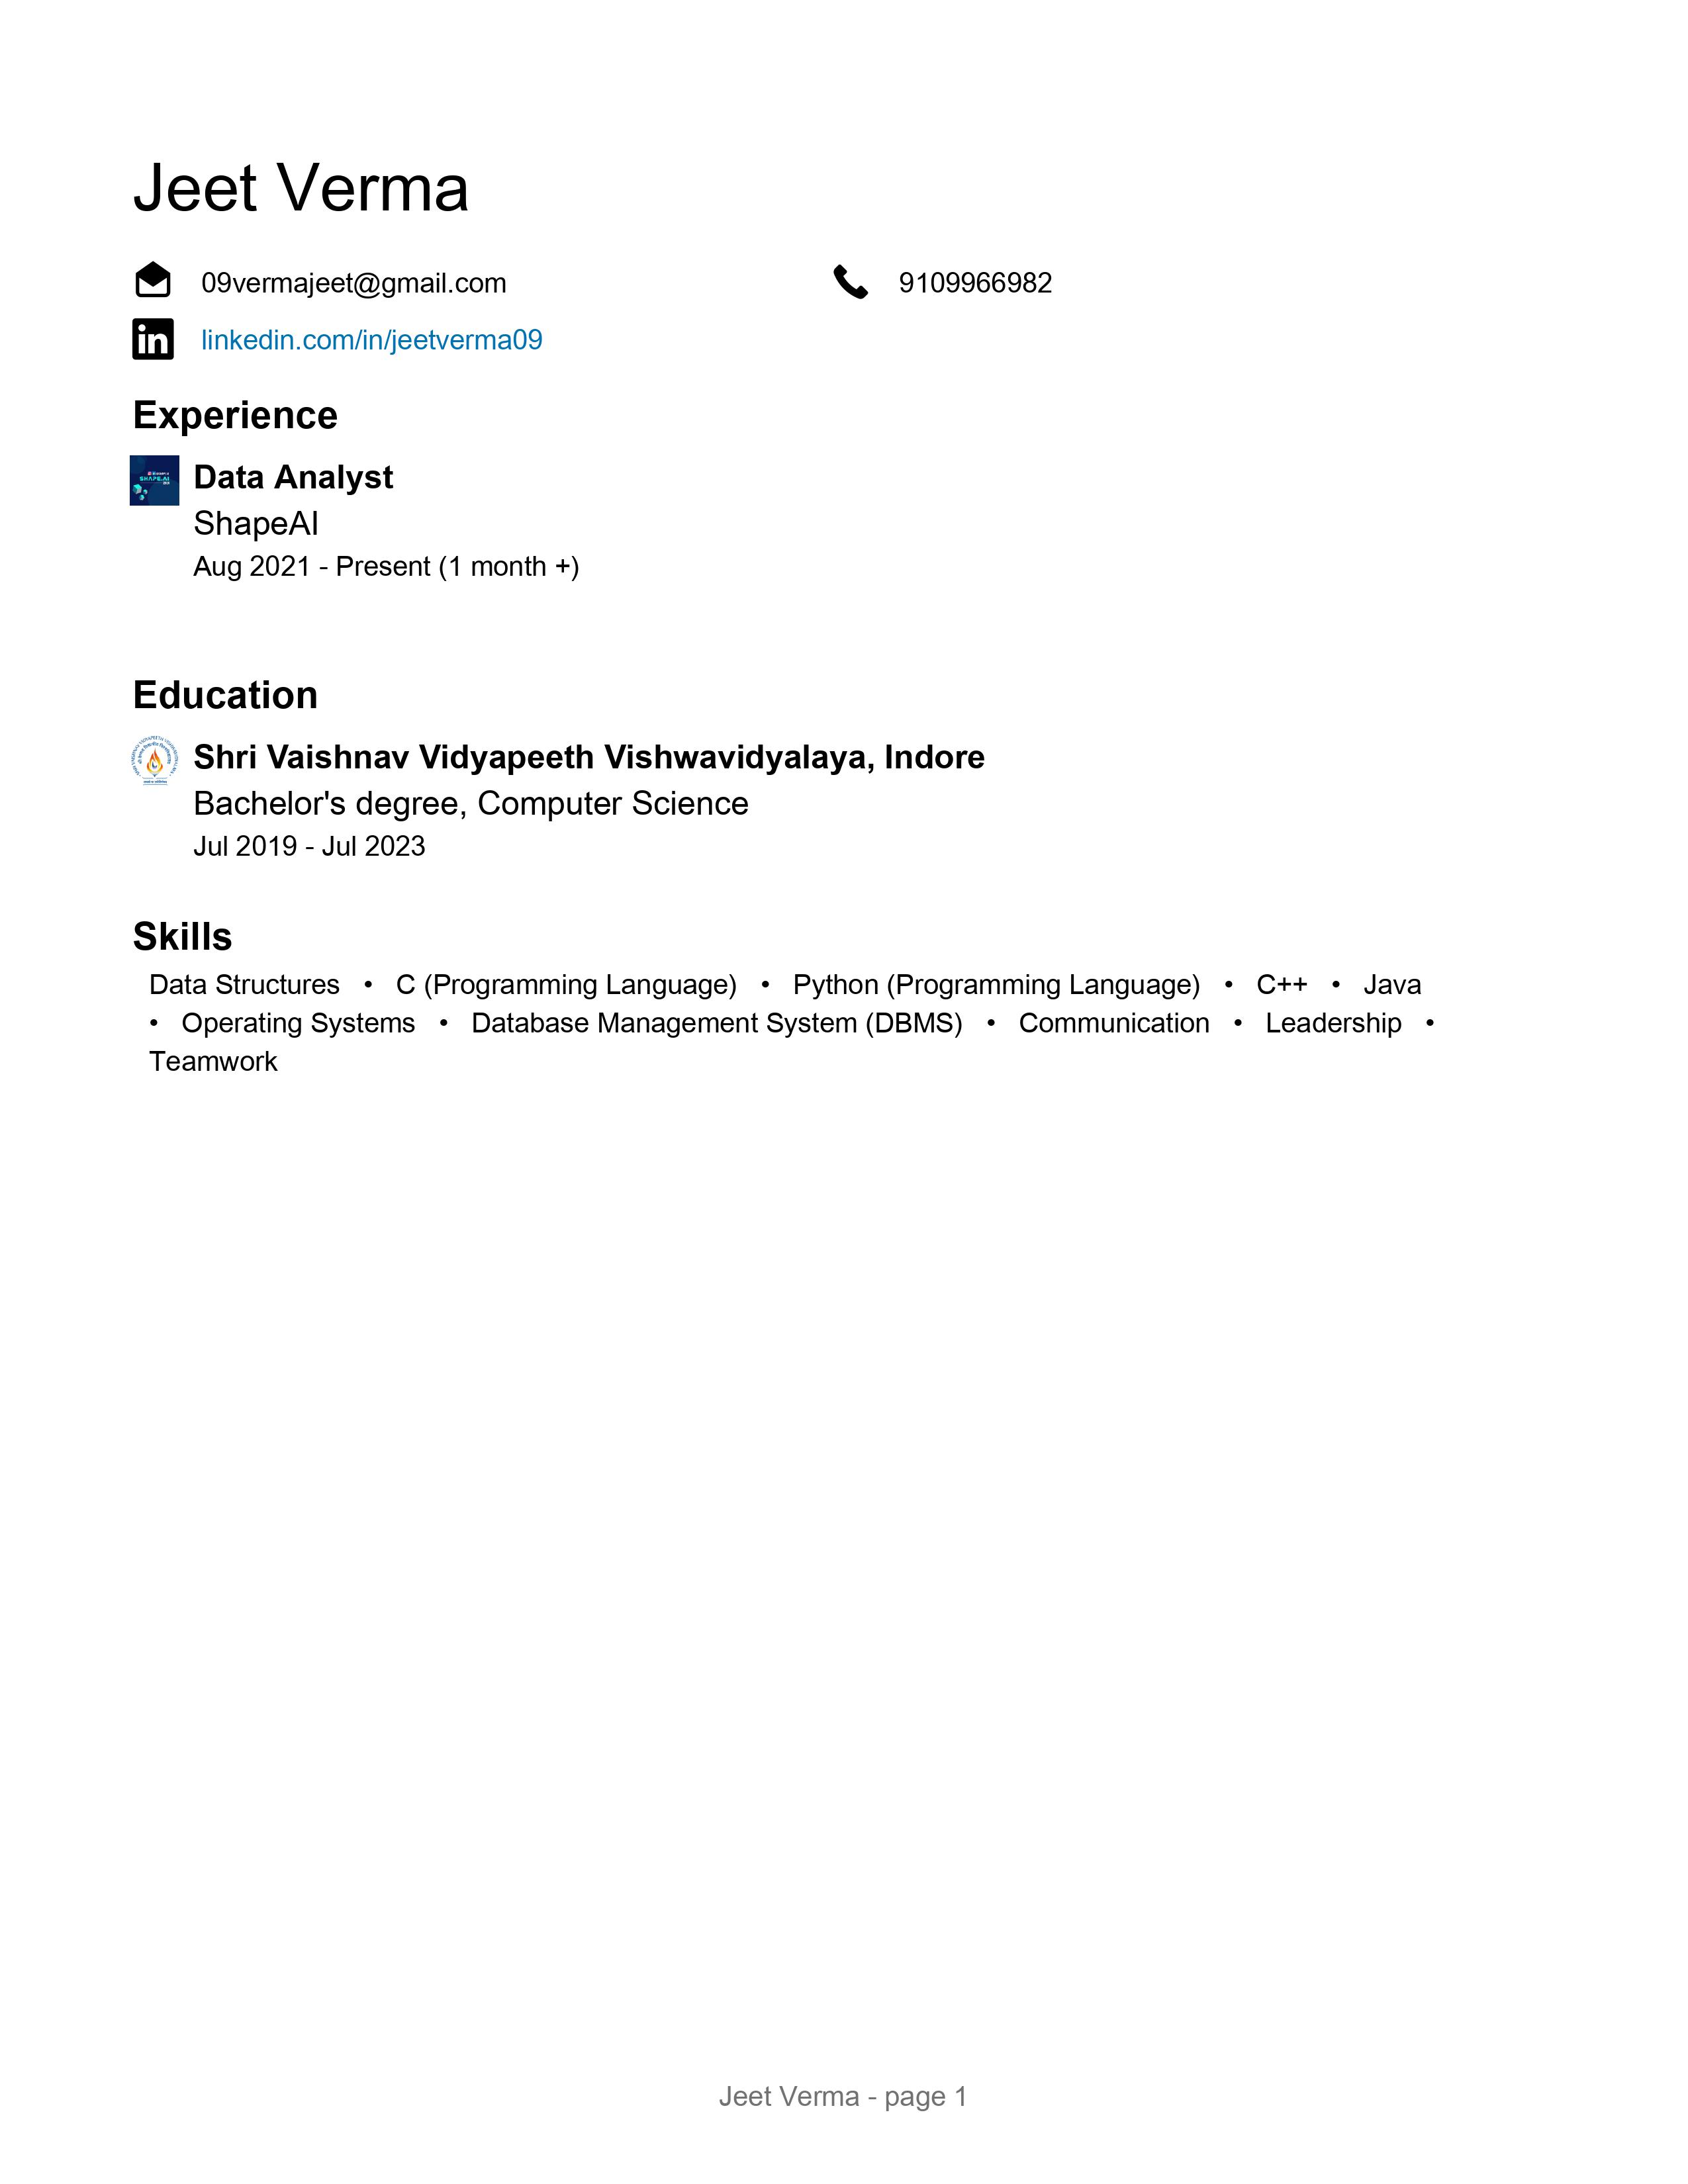 Jeet Verma
09vermajeet@gmail.com 9109966982
linkedin.com/in/jeetverma09
Experience
Data Analyst
SHAPE.AI
ShapeAI
Aug 2021 - Present (1 month +)
Education
Shri Vaishnav Vidyapeeth Vishwavidyalaya, Indore
Bachelor's degree, Computer Science
Jul 2019 - Jul 2023
Skills
Data Structures • C (Programming Language) • Python (Programming Language) • C++ • Java
• Operating Systems • Database Management System (DBMS) • Communication • Leadership •
Teamwork
Jeet Verma - page 1